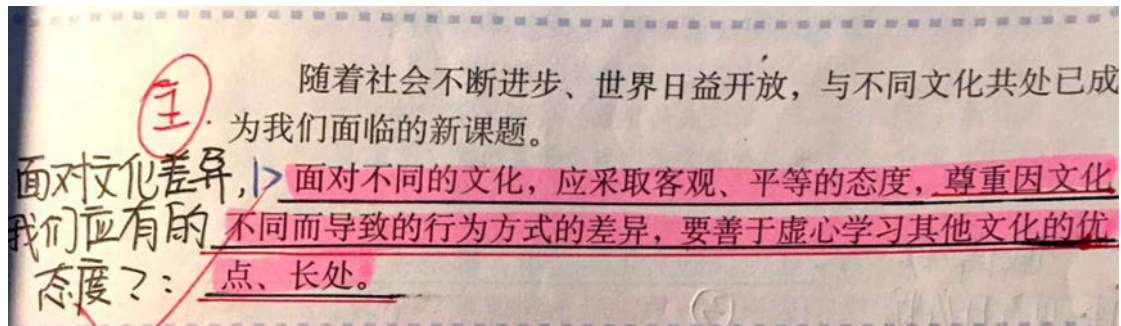 随着社会不断进步、世界日益开放，与不同文化共处已成
主.
为我们面临的新课题。
面对文化差异,1> 面对不同的文化，应采取客观、平等的态度，尊重因文化
我们应有的 不同而导致的行为方式的差异，要善于虚心学习其他文化的优
态度?: 点、长处。